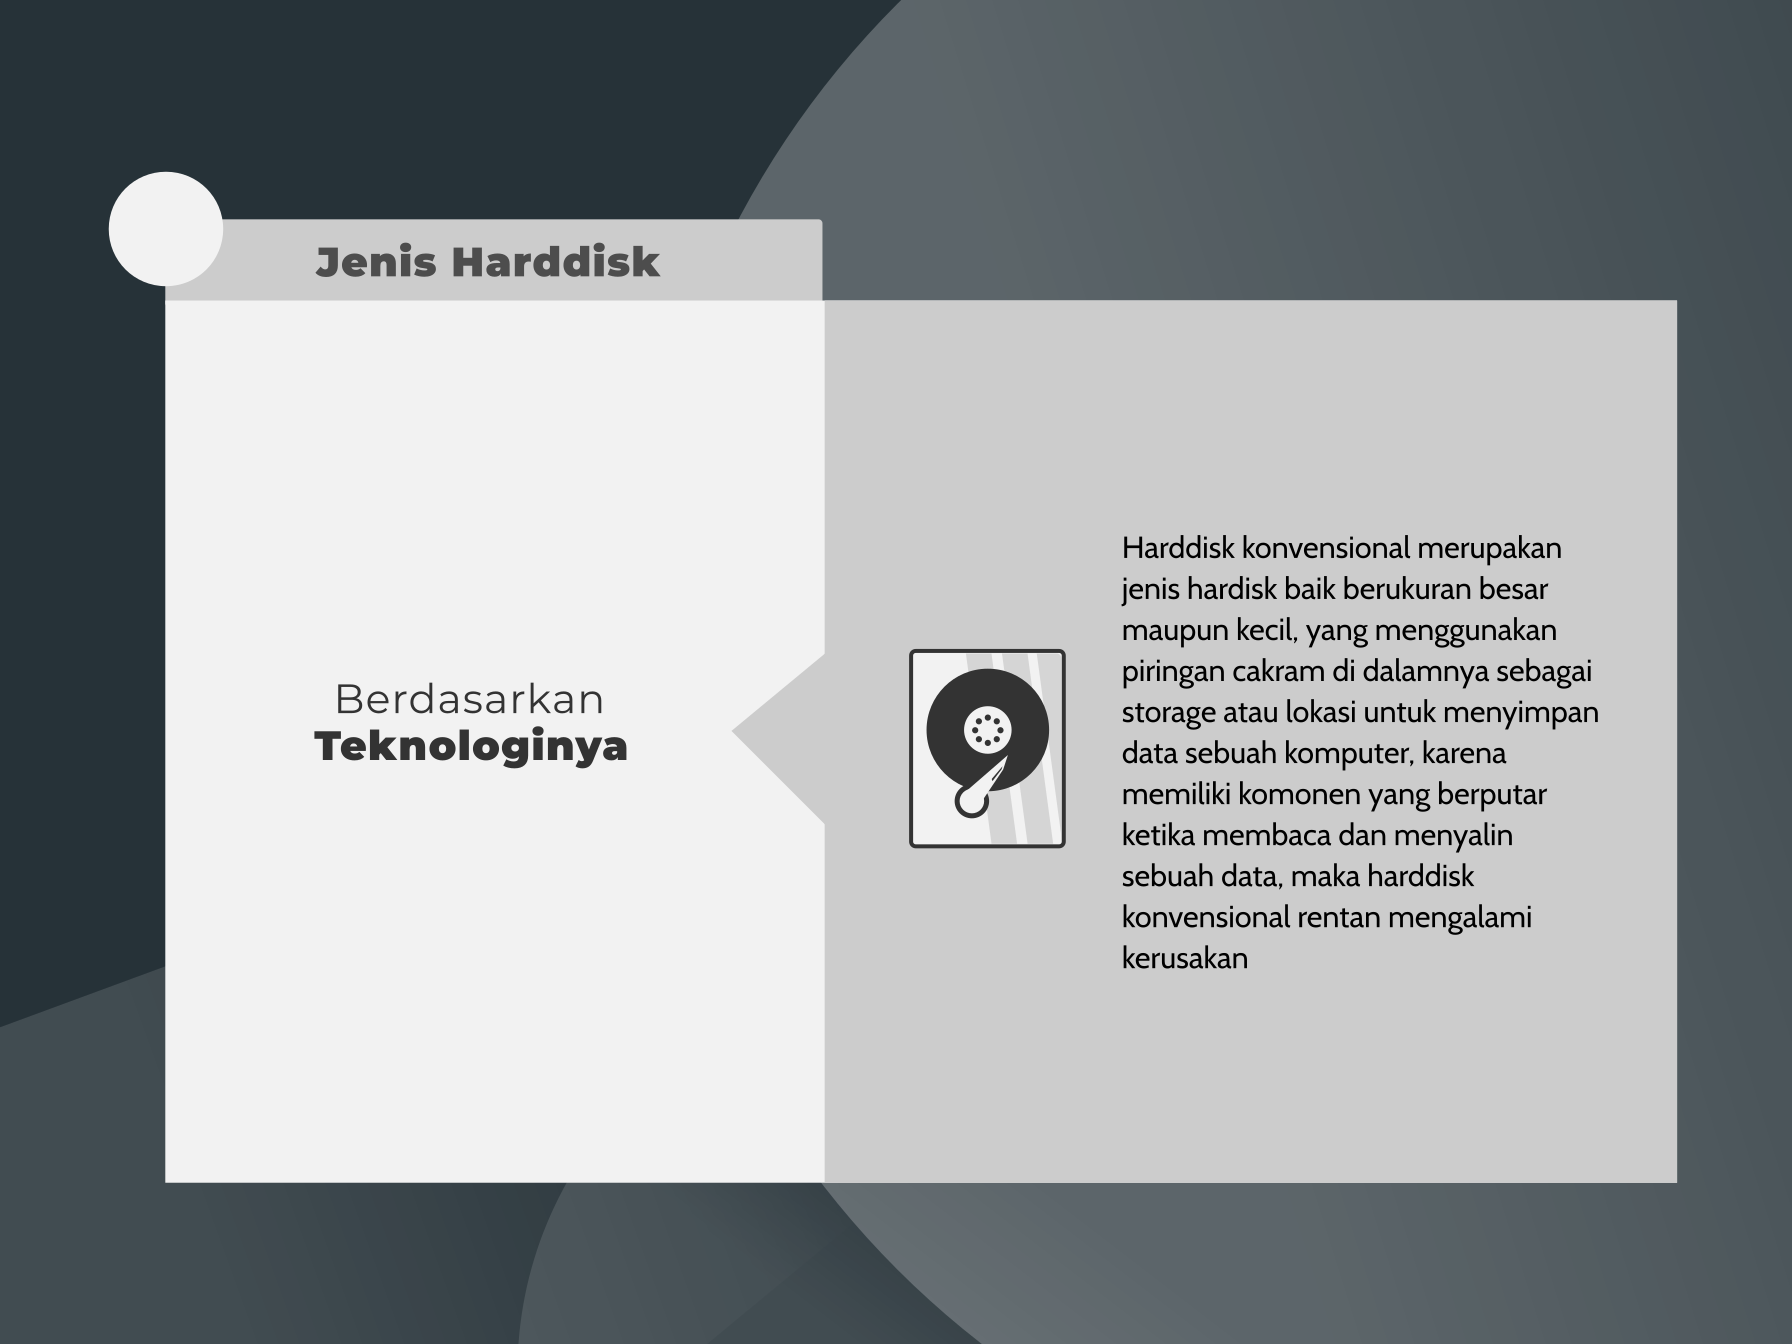 Jenis Harddisk
Berdasarkan
Teknologinya
Harddisk konvensional merupakan
jenis hardisk baik berukuran besar
maupun kecil, yang menggunakan
piringan cakram di dalamnya sebagai
storage atau lokasi untuk menyimpan
data sebuah komputer, karena
memiliki komonen yang berputar
ketika membaca dan menyalin
sebuah data, maka harddisk
konvensional rentan mengalami
kerusakan